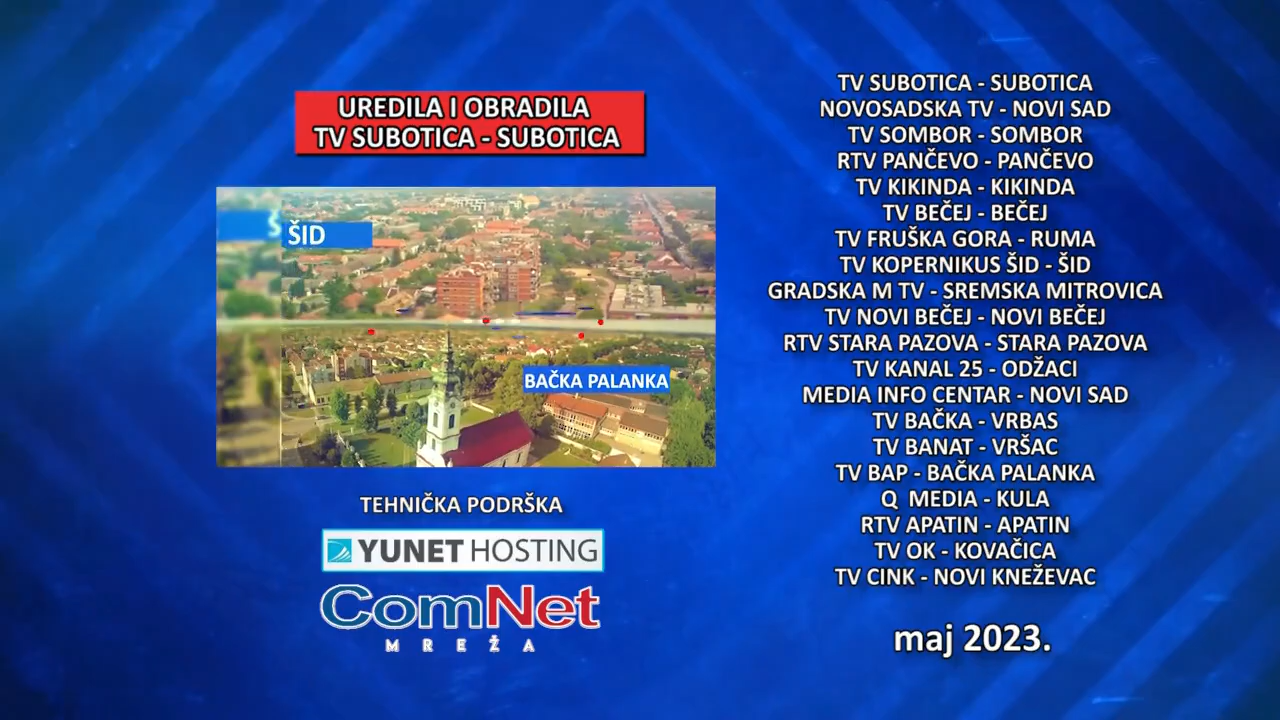 UREDILA I OBRADILA
TV SUBOTICA - SUBOTICA
Š
ŠID
BAČKA PALANKA
TEHNIČKA PODRŠKA
YUNET HOSTING
ComNet
MREŽA
TV SUBOTICA - SUBOTICA
NOVOSADSKA TV - NOVI SAD
TV SOMBOR - SOMBOR
RTV PANČEVO - PANČEVO
TV KIKINDA - KIKINDA
TV BEČEJ - BEČEJ
TV FRUŠKA GORA - RUMA
TV KOPERNIKUS ŠID - ŠID
GRADSKA M TV - SREMSKA MITROVICA
TV NOVI BEČEJ - NOVI BEČEJ
RTV STARA PAZOVA - STARA PAZOVA
TV KANAL 25 - ODŽACI
MEDIA INFO CENTAR - NOVI SAD
TV BAČKA - VRBAS
TV BANAT - VRŠAC
TV BAP - BAČKA PALANKA
Q MEDIA - KULA
RTV APATIN - APATIN
TV OK - KOVAČICA
TV CINK - NOVI KNEŽEVAC
maj 2023.